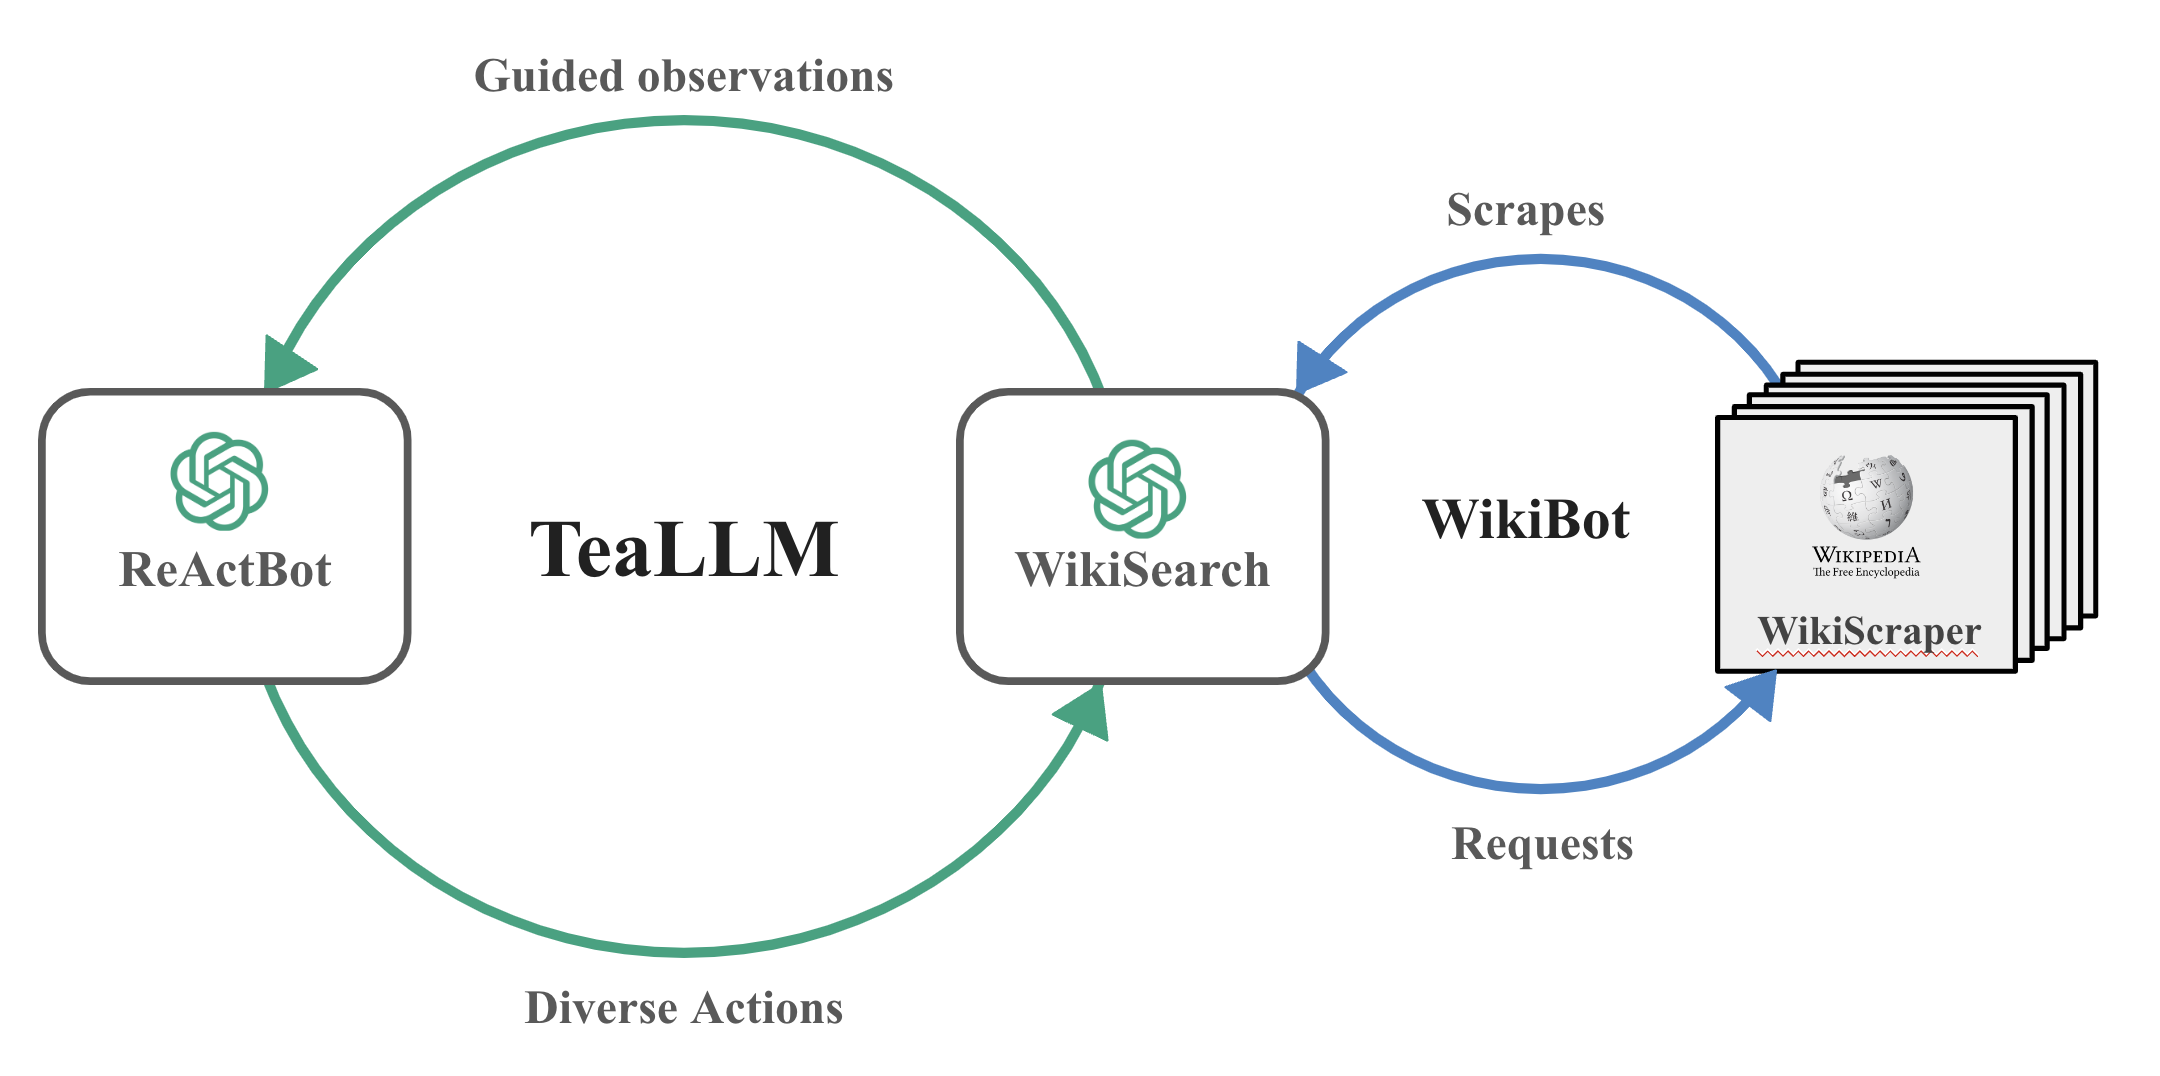 Guided observations
Scrapes
ReActBot
TeaLLM
WikiSearch
WikiBot
WIKIPEDIA
The Free Encyclopedia
WikiScraper
Requests
Diverse Actions